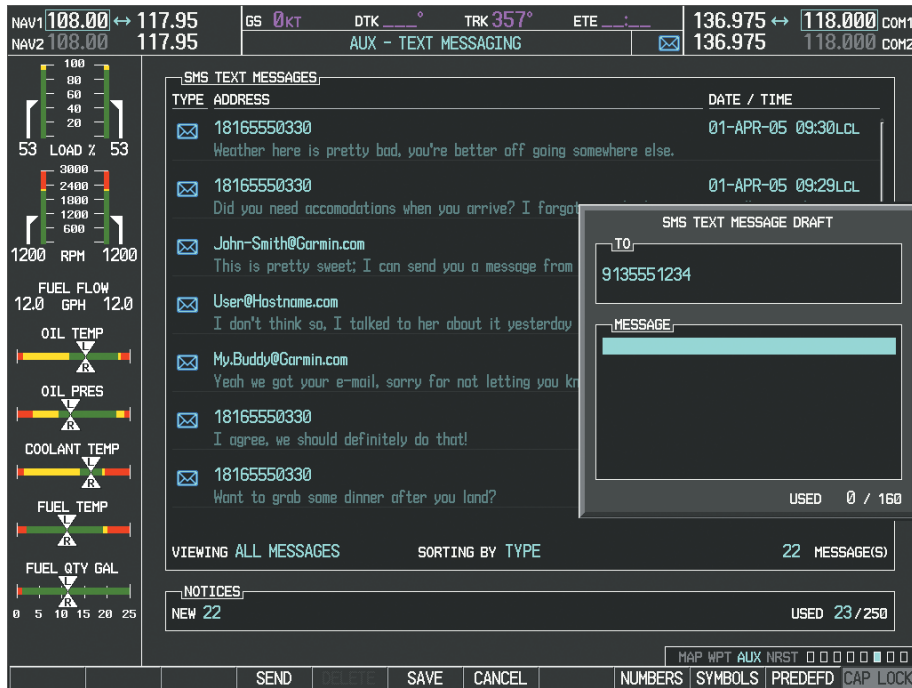 NAV1 108.00 ↔ 117.95 GS 0KT DTK ___° TRK 357° ETE __:__ 136.975 ↔ 118.000 COM1
NAV2 108.00 117.95 AUX - TEXT MESSAGING 136.975 118.000 COM2
100
80
60
40
20
53 LOAD % 53
3000
2400
1800
1200
600
1200 RPM 1200
FUEL FLOW
12.0 GPH 12.0
OIL TEMP
L
R
OIL PRES
L
R
COOLANT TEMP
L
R
FUEL TEMP
L
R
FUEL QTY GAL
L
R
0 5 10 15 20 25
SMS TEXT MESSAGES
TYPE ADDRESS DATE / TIME
18165550330 01-APR-05 09:30LCL
Weather here is pretty bad, you're better off going somewhere else.
18165550330 01-APR-05 09:29LCL
Did you need accomodations when you arrive? I forgot
John-Smith@Garmin.com
This is pretty sweet; I can send you a message from
User@Hostname.com
I don't think so, I talked to her about it yesterday
My.Buddy@Garmin.com
Yeah we got your e-mail, sorry for not letting you kn
18165550330
I agree, we should definitely do that!
18165550330
Want to grab some dinner after you land?
VIEWING ALL MESSAGES SORTING BY TYPE 22 MESSAGE(S)
SMS TEXT MESSAGE DRAFT
TO
9135551234
MESSAGE
USED 0 / 160
NOTICES
NEW 22 USED 23/250
MAP WPT AUX NRST
SEND DELETE SAVE CANCEL NUMBERS SYMBOLS PREDEFD CAP LOCK